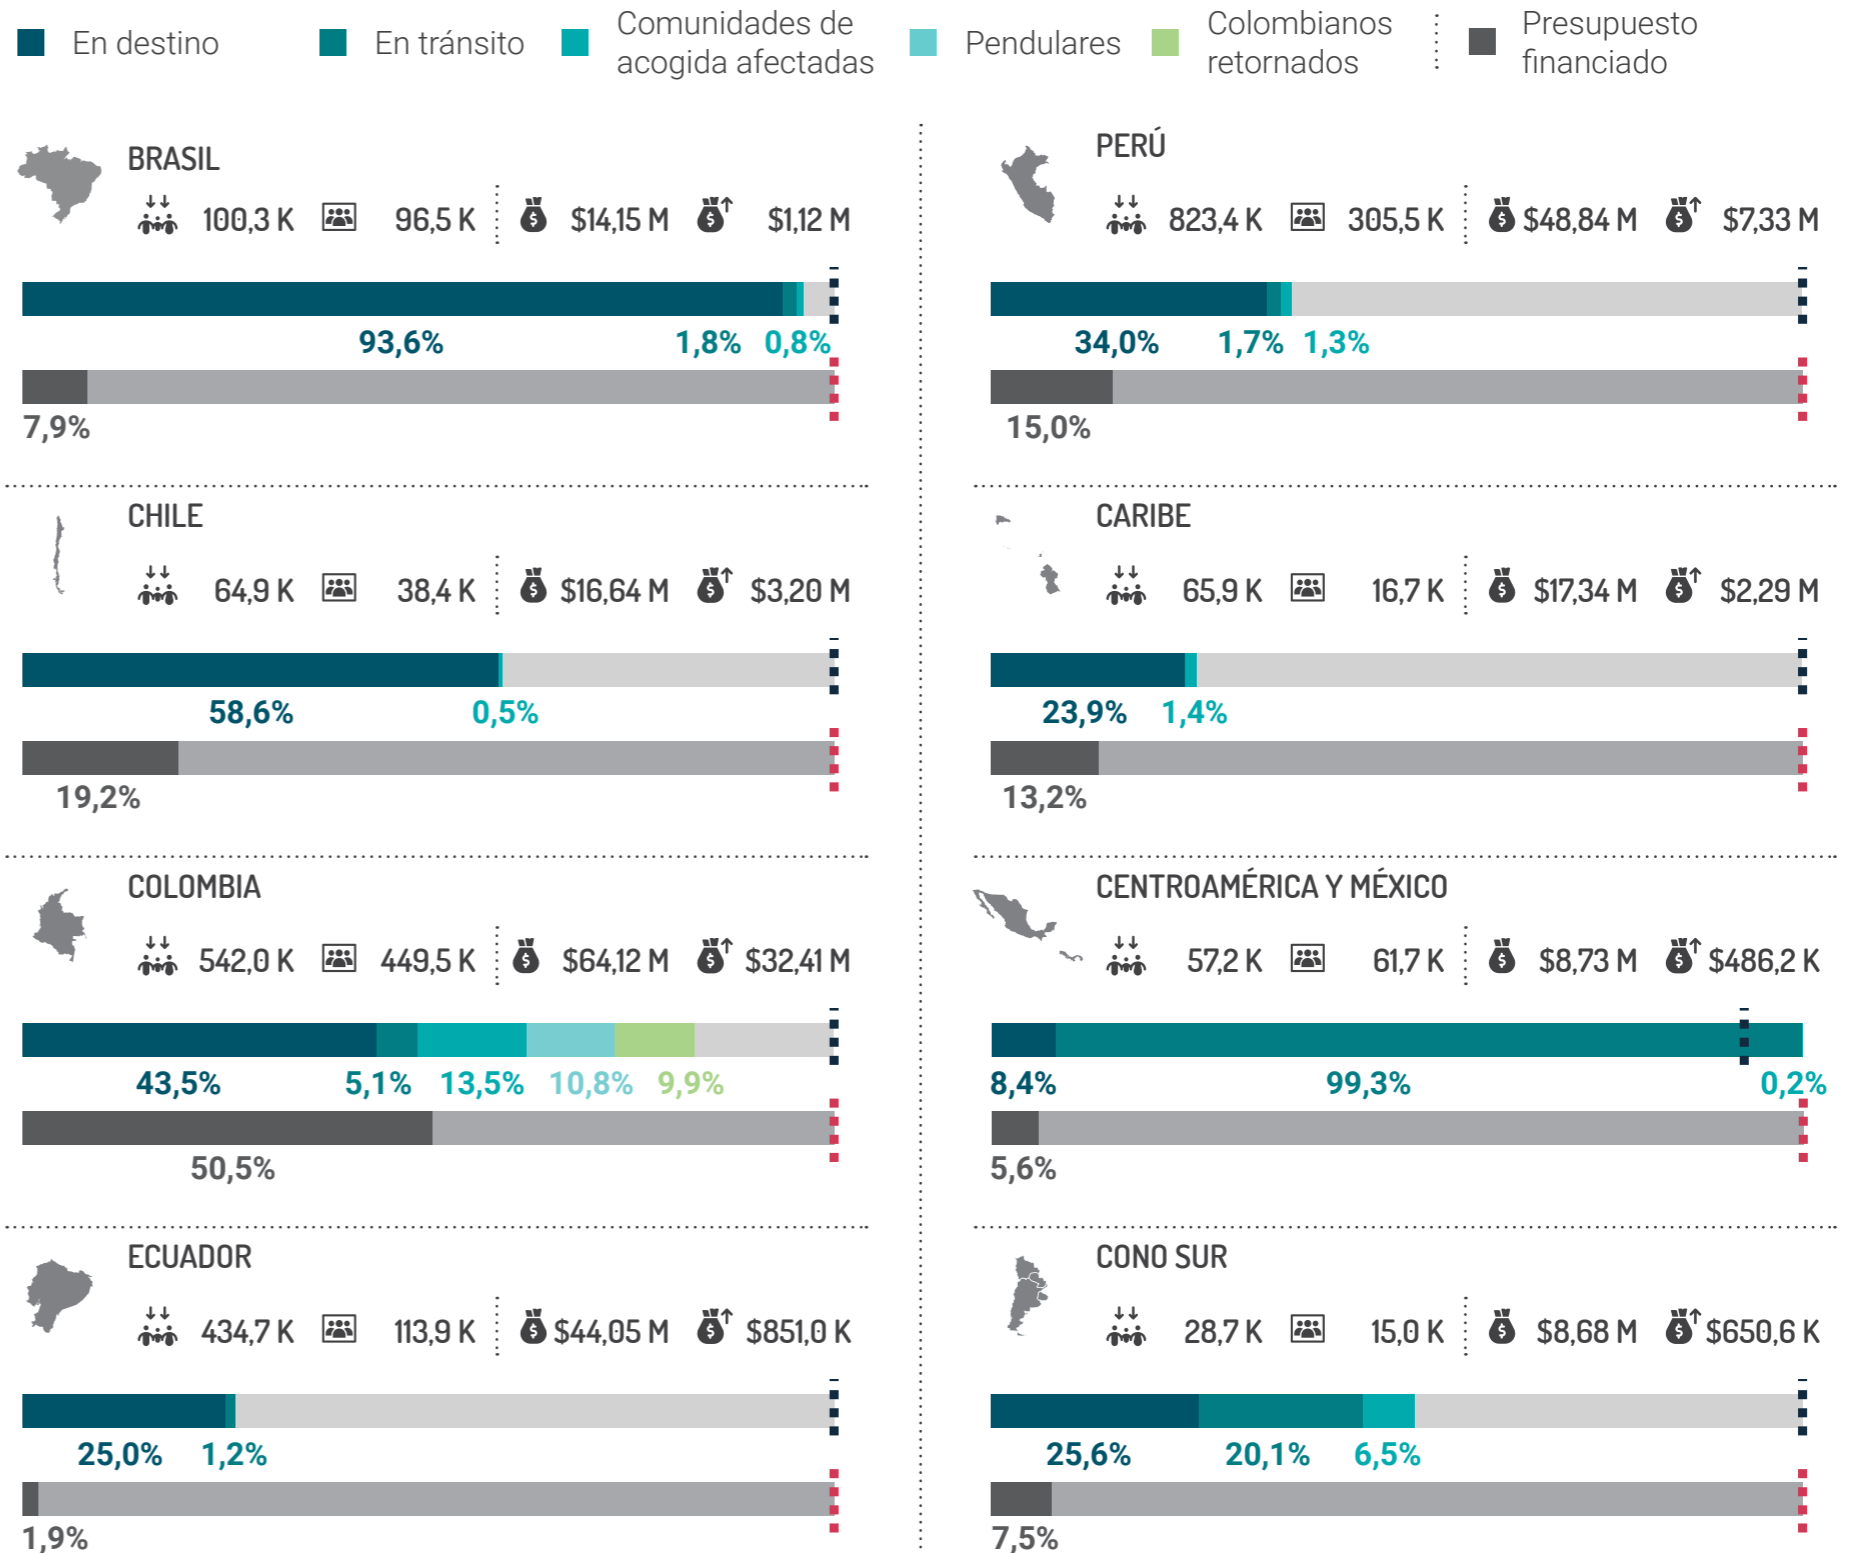 En destino
En tránsito
Comunidades de
acogida afectadas
Pendulares
Colombianos
retornados
Presupuesto
financiado
BRASIL
100,3 K 96,5 K $14,15 M $1,12 M
93,6% 1,8% 0,8%
7,9%
CHILE
64,9 K 38,4 K $16,64 M $3,20 M
58,6% 0,5%
19,2%
COLOMBIA
542,0 K 449,5 K $64,12 M $32,41 M
43,5% 5,1% 13,5% 10,8% 9,9%
50,5%
ECUADOR
434,7 K 113,9 K $44,05 M $851,0 K
25,0% 1,2%
1,9%
PERÚ
823,4 K 305,5 K $48,84 M $7,33 M
34,0% 1,7% 1,3%
15,0%
CARIBE
65,9 K 16,7 K $17,34 M $2,29 M
23,9% 1,4%
13,2%
CENTROAMÉRICA Y MÉXICO
57,2 K 61,7 K $8,73 M $486,2 K
8,4% 99,3% 0,2%
5,6%
CONO SUR
28,7 K 15,0 K $8,68 M $650,6 K
25,6% 20,1% 6,5%
7,5%